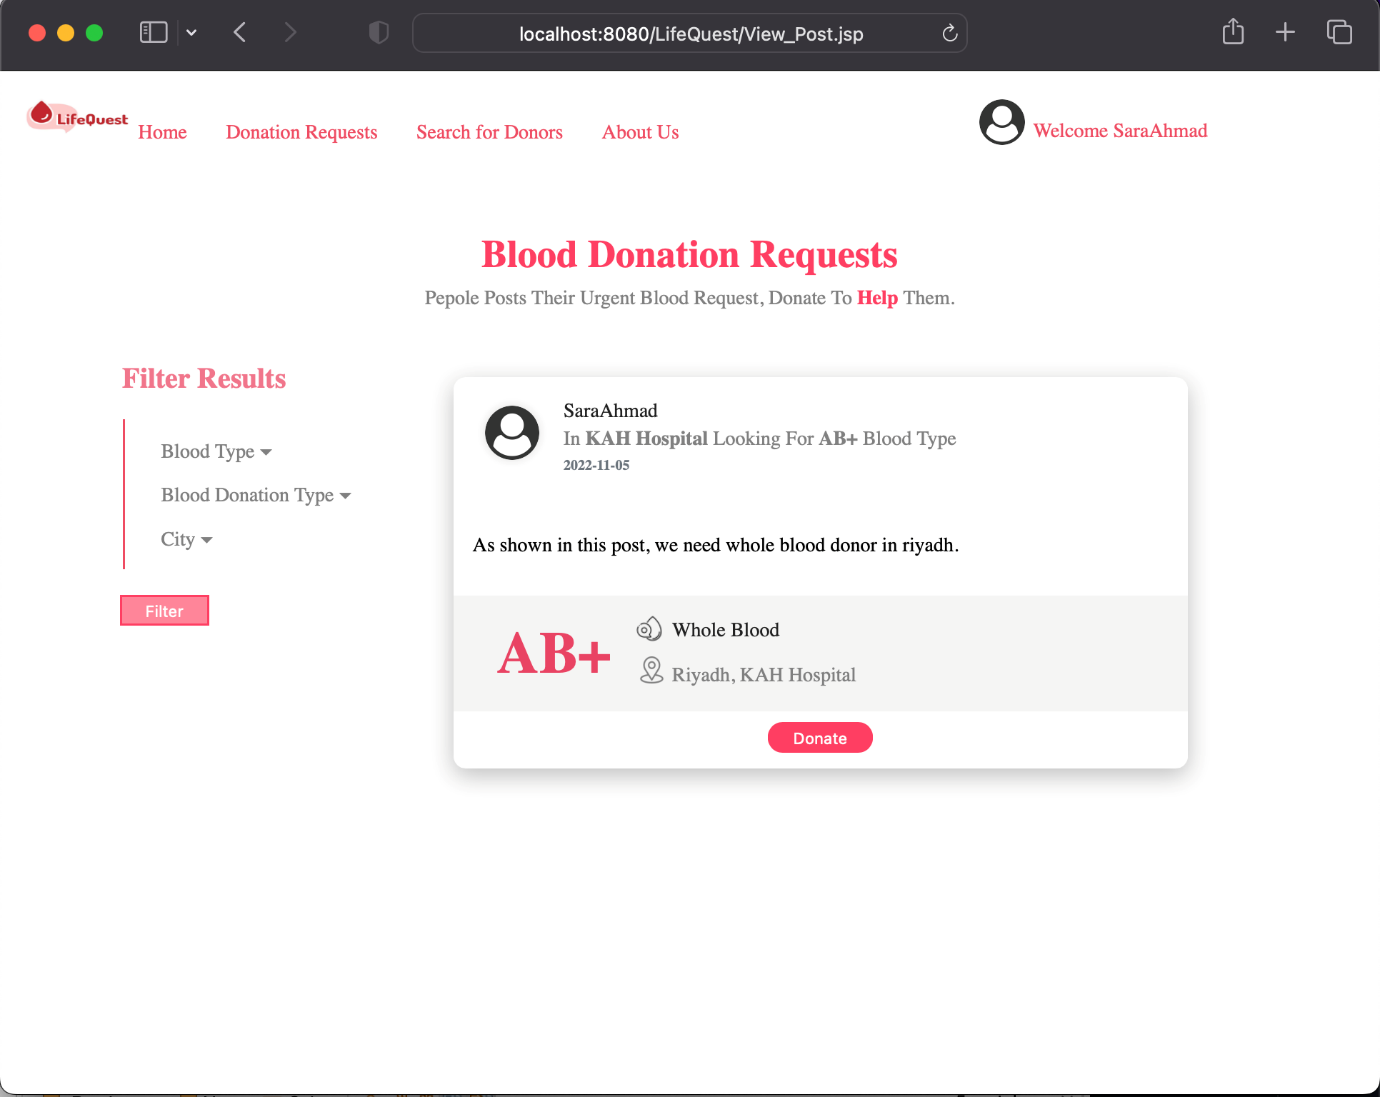 localhost:8080/LifeQuest/View_Post.jsp
LifeQuest
Home Donation Requests Search for Donors About Us Welcome SaraAhmad
Blood Donation Requests
Pepole Posts Their Urgent Blood Request, Donate To Help Them.
Filter Results
Blood Type
Blood Donation Type
City
Filter
SaraAhmad
In KAH Hospital Looking For AB+ Blood Type
2022-11-05
As shown in this post, we need whole blood donor in riyadh.
AB+
Whole Blood
Riyadh, KAH Hospital
Donate